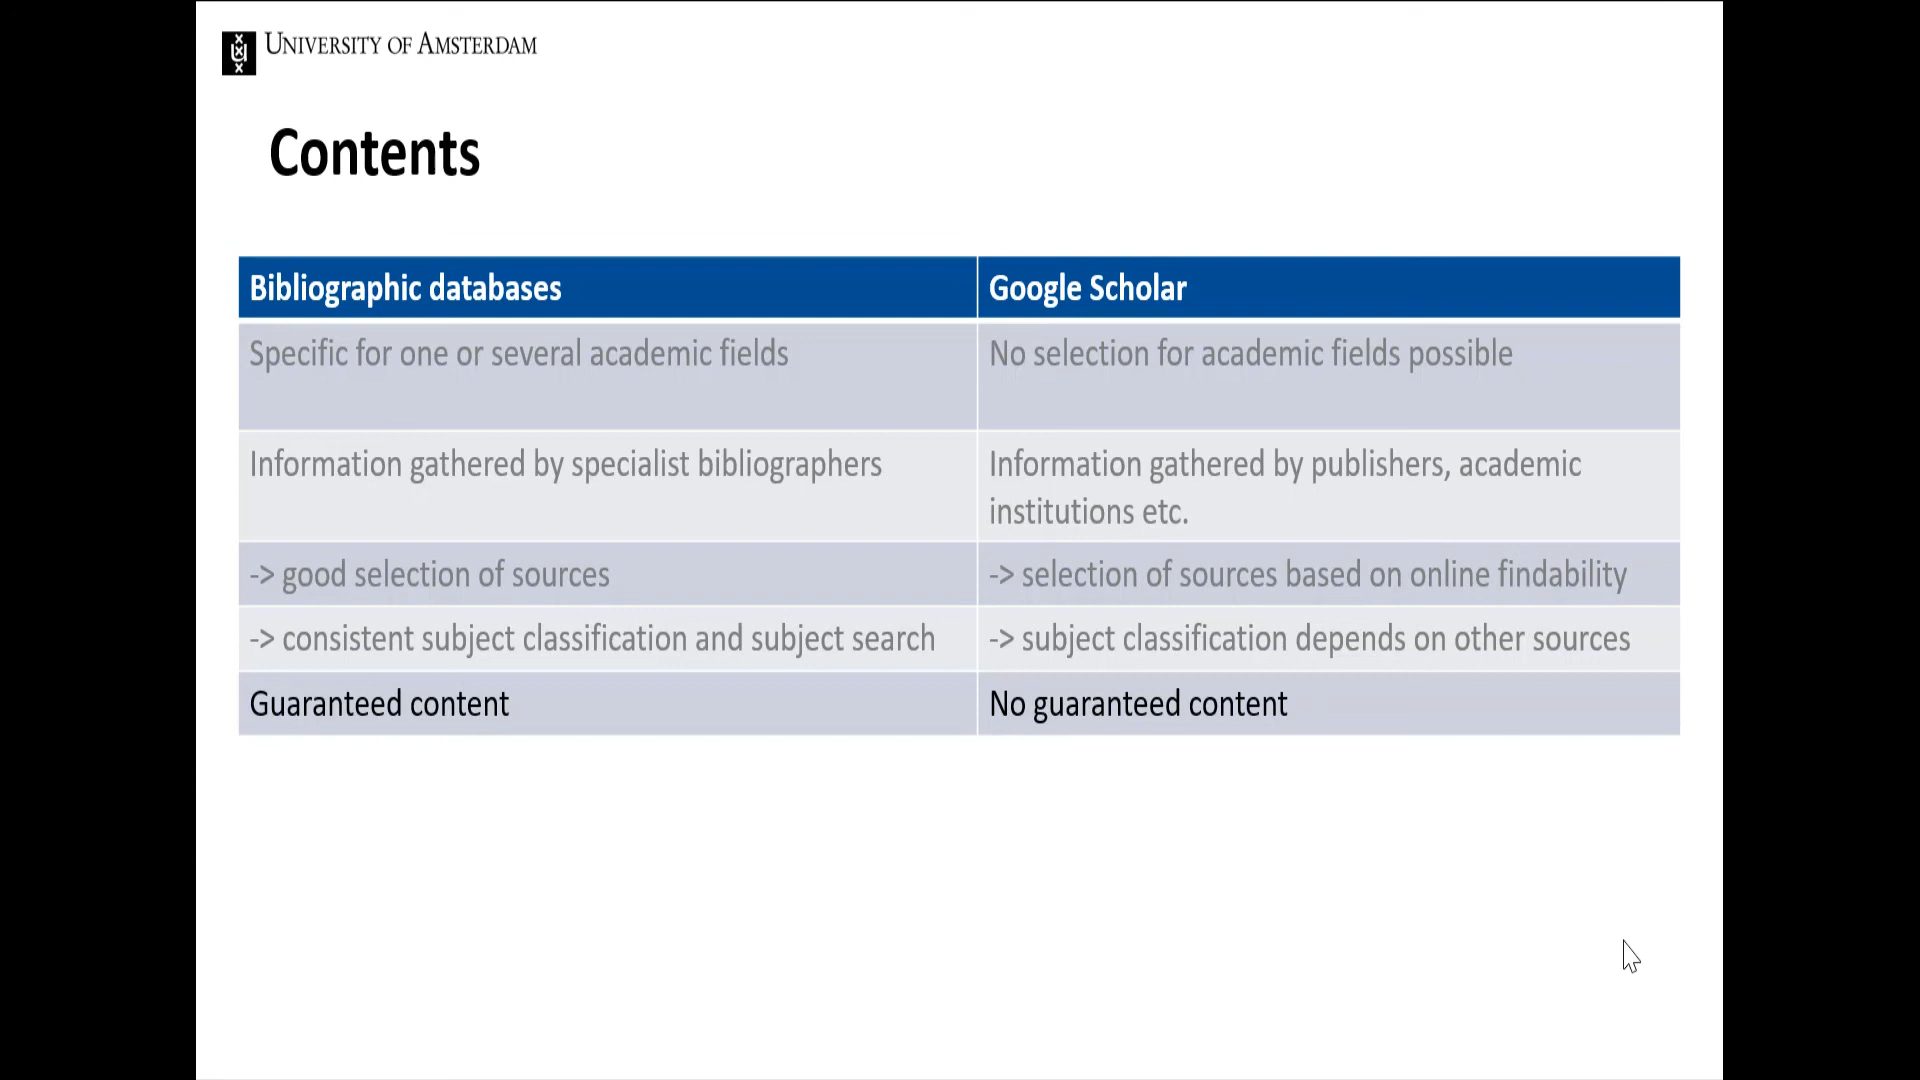 UNIVERSITY OF AMSTERDAM
Contents
Bibliographic databases
Google Scholar
Specific for one or several academic fields
No selection for academic fields possible
Information gathered by specialist bibliographers
Information gathered by publishers, academic
institutions etc.
-> good selection of sources
-> selection of sources based on online findability
-> consistent subject classification and subject search
-> subject classification depends on other sources
Guaranteed content
No guaranteed content